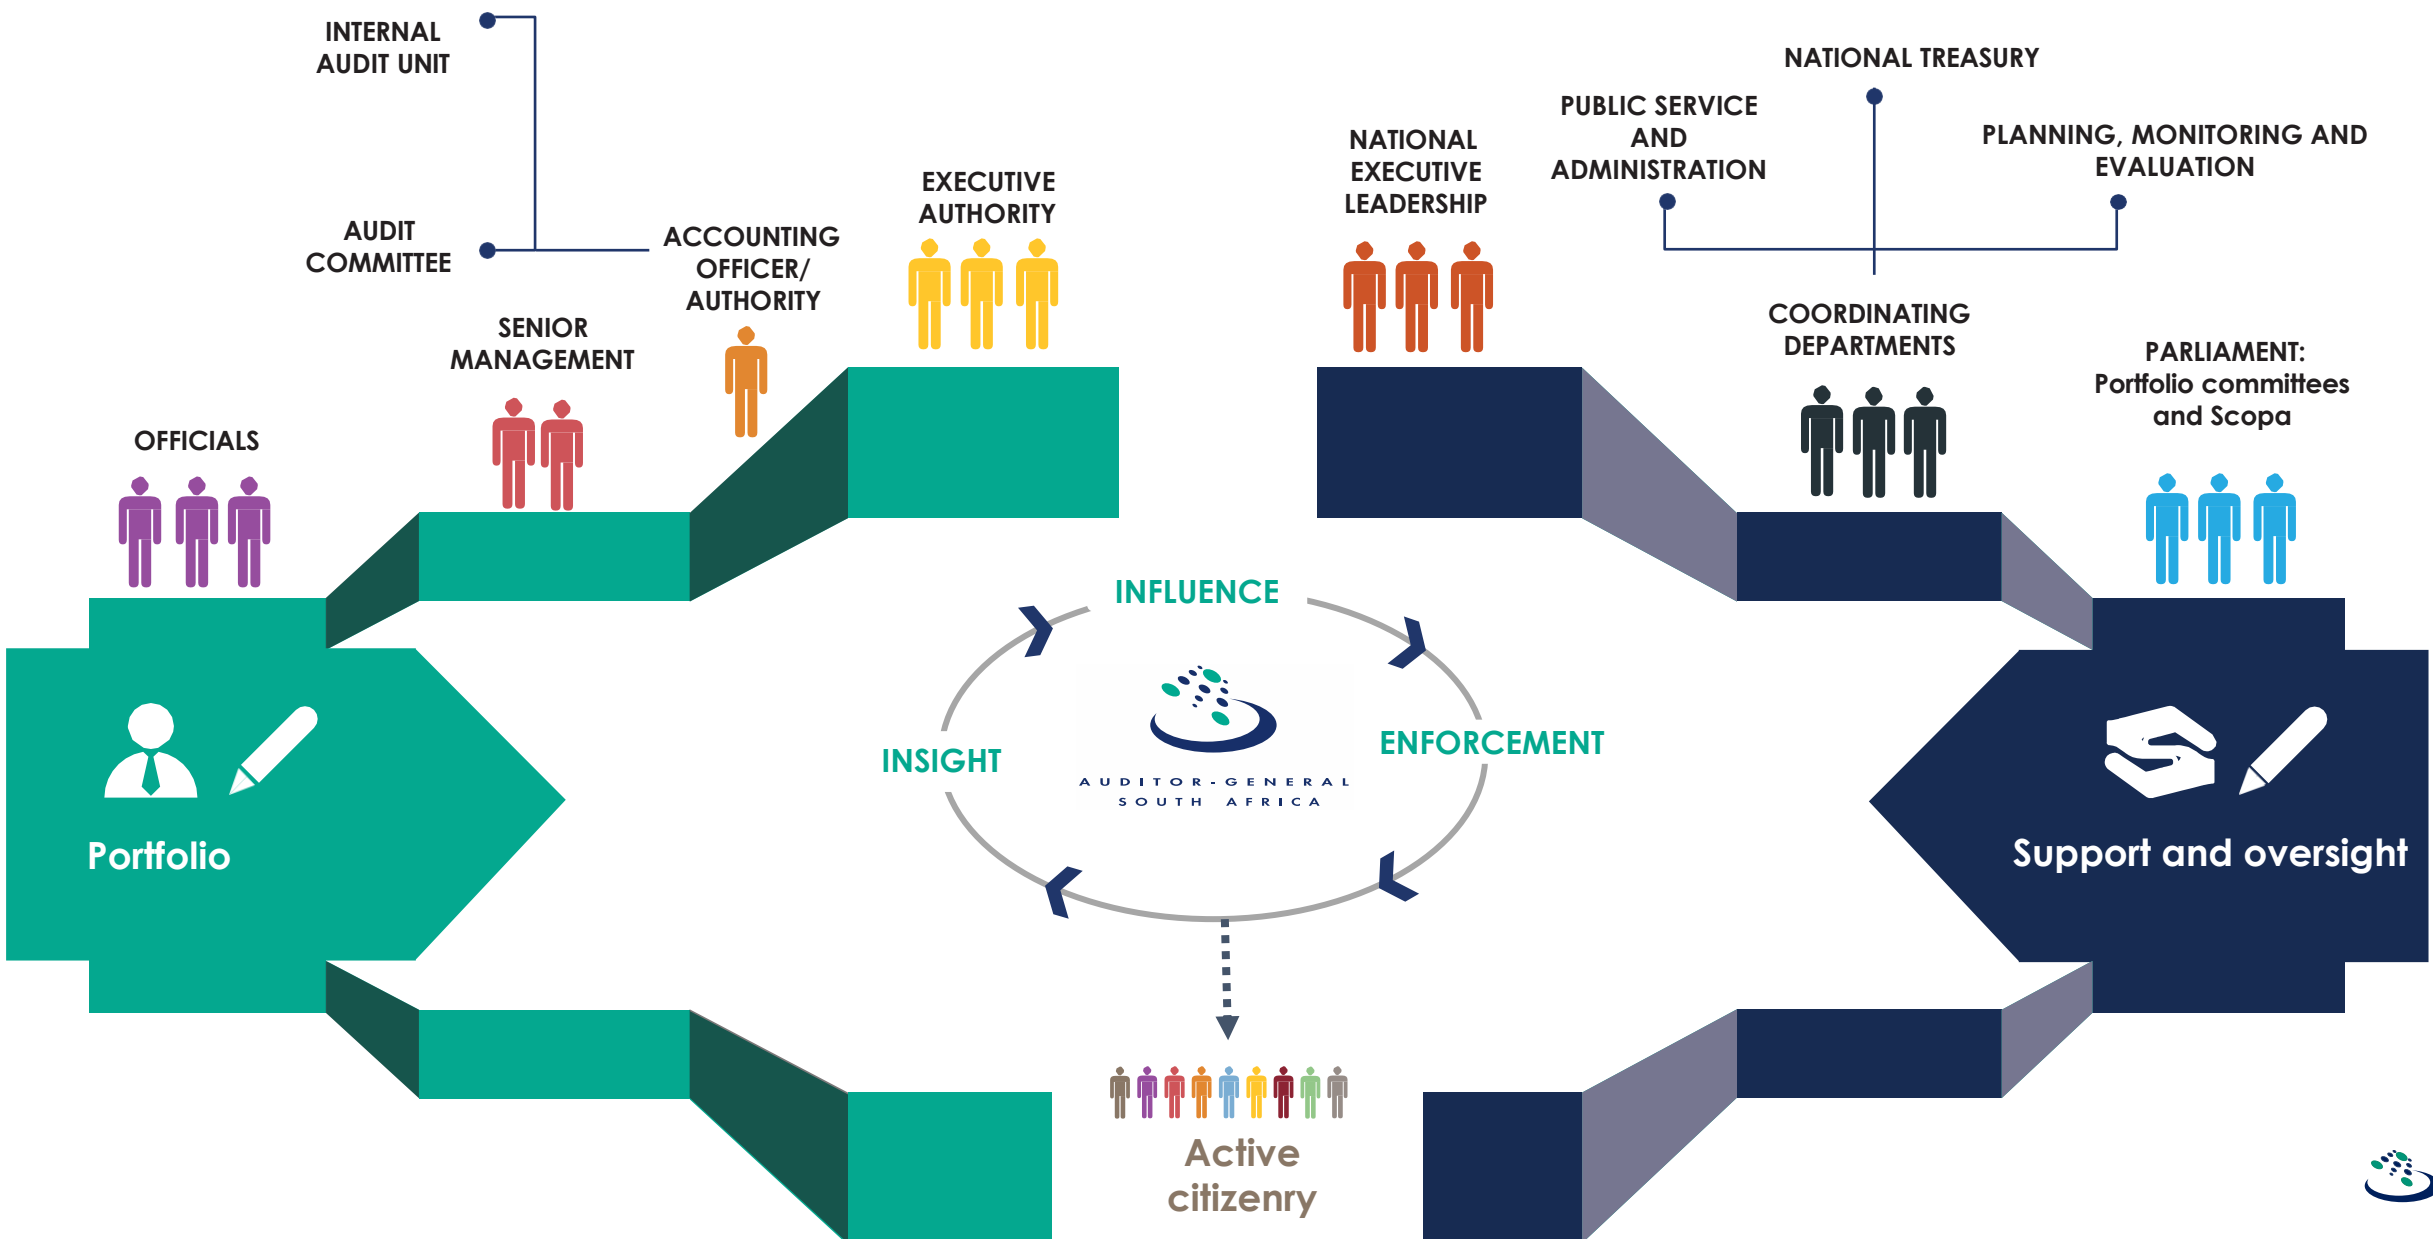 INTERNAL
AUDIT UNIT
AUDIT
COMMITTEE
ACCOUNTING
OFFICER/
AUTHORITY
EXECUTIVE
AUTHORITY
SENIOR
MANAGEMENT
OFFICIALS
NATIONAL
EXECUTIVE
LEADERSHIP
PUBLIC SERVICE
AND
ADMINISTRATION
NATIONAL TREASURY
PLANNING, MONITORING AND
EVALUATION
COORDINATING
DEPARTMENTS
PARLIAMENT:
Portfolio committees
and Scopa
INFLUENCE
INSIGHT
ENFORCEMENT
AUDITOR-GENERAL
SOUTH AFRICA
Portfolio
Support and oversight
Active
citizenry